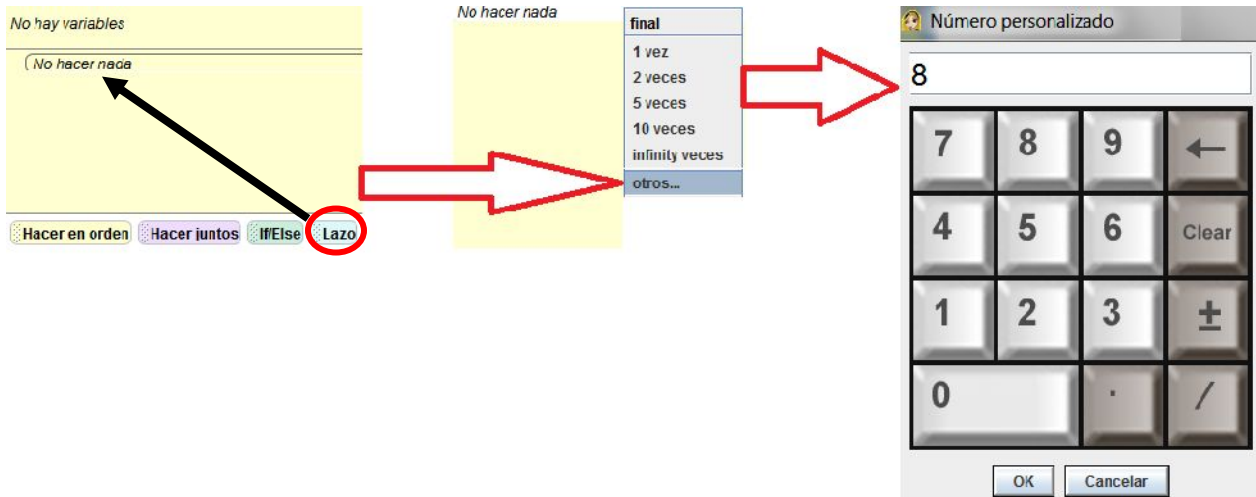 No hay variables
No hacer nada
Hacer en orden Hacer juntos If/Else Lazo
No hacer nada
final
1 vez
2 veces
5 veces
10 veces
infinity veces
otros...
Número personalizado
8
7 8 9 ←
4 5 6 Clear
1 2 3 ±
0 . /
OK Cancelar